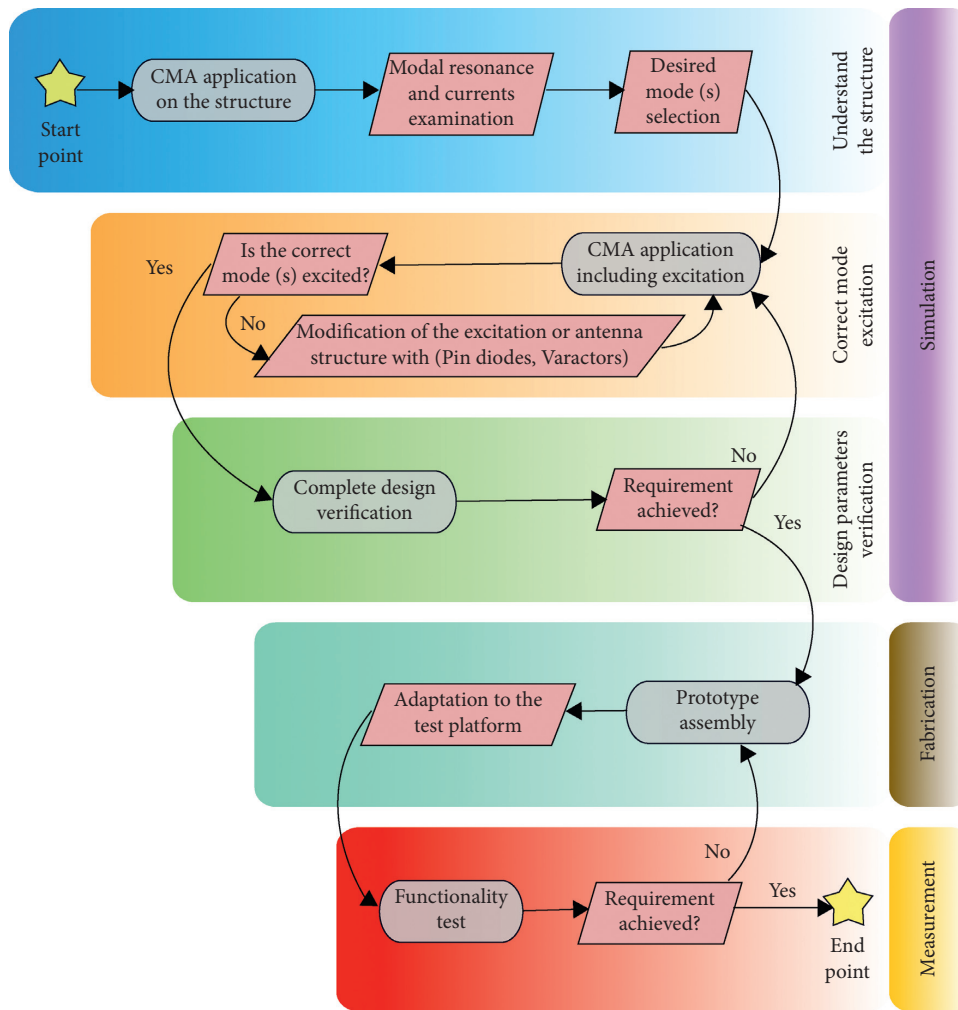 Start
point
CMA application
on the structure
Modal resonance
and currents
examination
Desired
mode (s)
selection
Understand
the structure
Yes
Is the correct
mode (s) excited?
CMA application
including excitation
No
Modification of the excitation or antenna
structure with (Pin diodes, Varactors)
Correct mode
excitation
Simulation
Complete design
verification
Requirement
achieved?
No
Yes
Design parameters
verification
Adaptation to the
test platform
Prototype
assembly
Fabrication
Functionality
test
Requirement
achieved?
No
Yes
End
point
Measurement